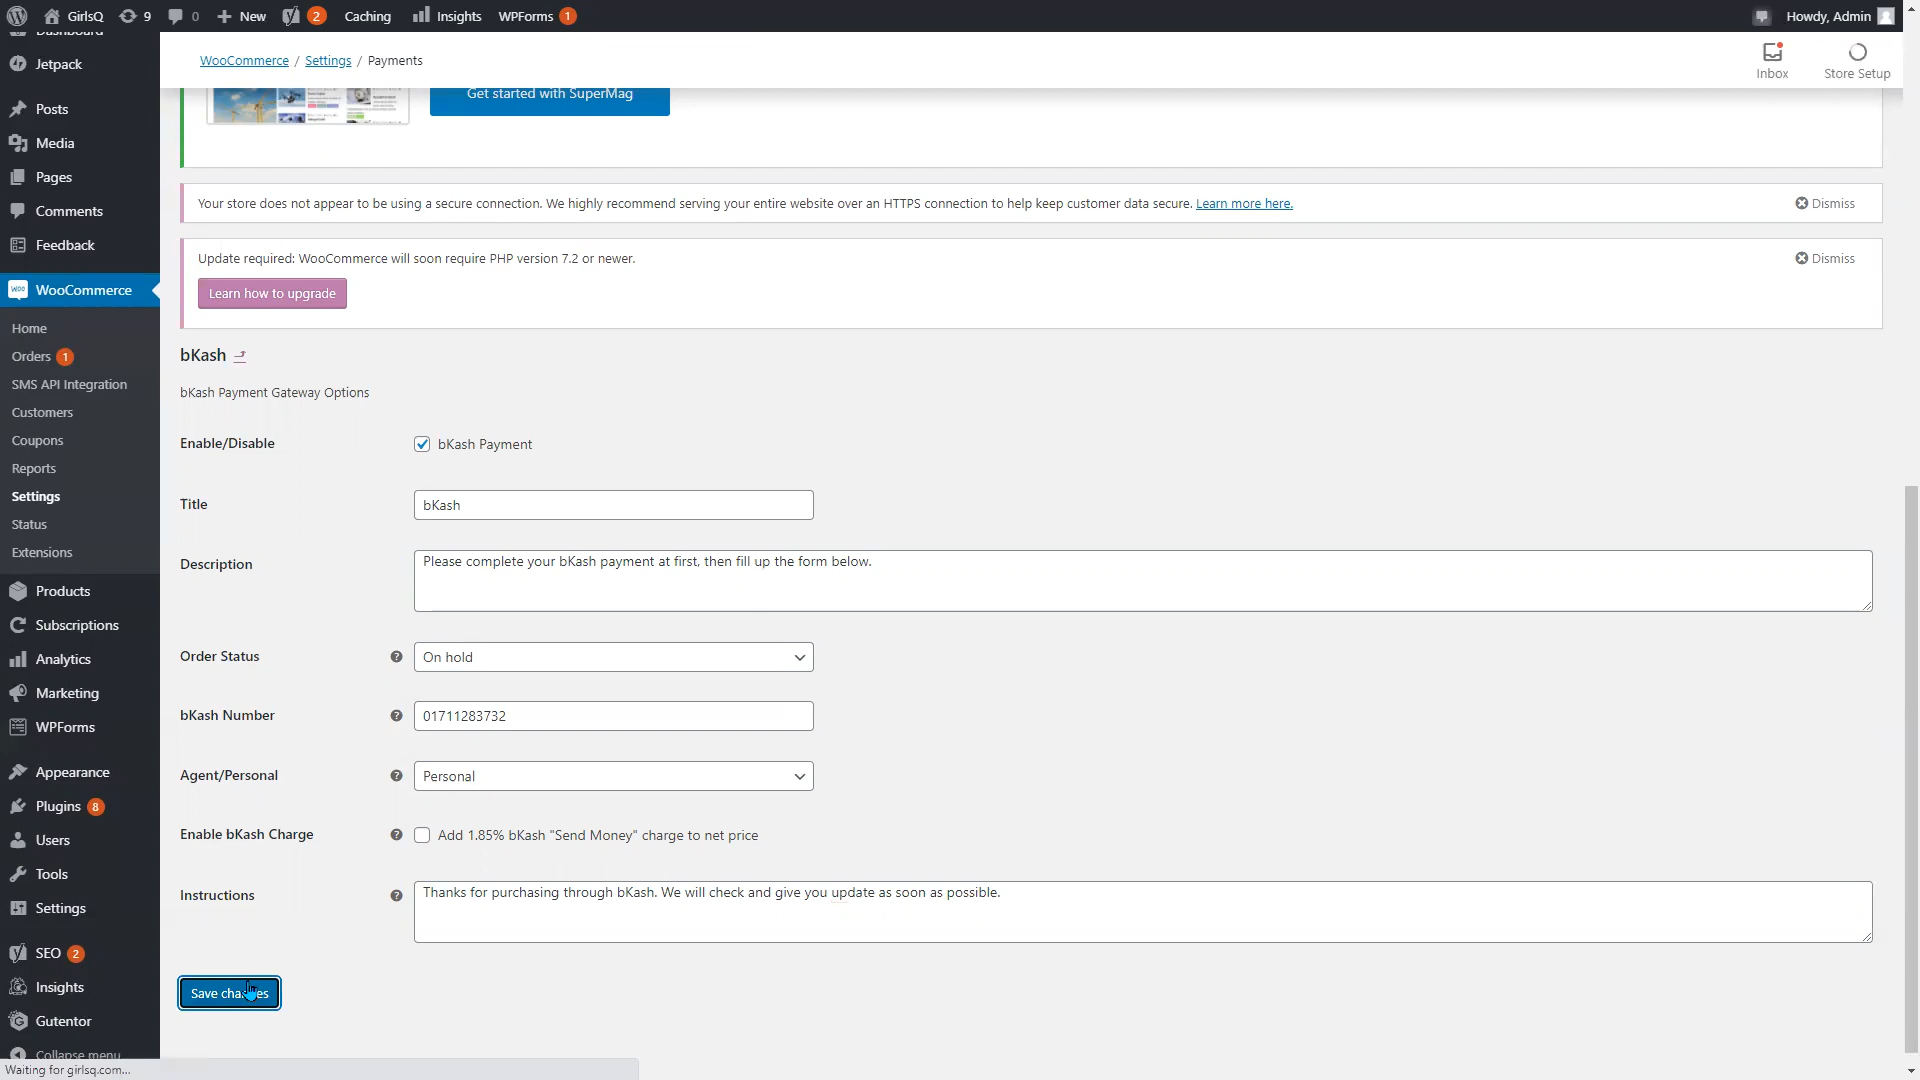 GirlsQ
9
0
New
2
Caching
Insights
WPForms
1
Howdy, Admin
Dashboard
Jetpack
Posts
Media
Pages
Comments
Feedback
WooCommerce
Home
Orders 1
SMS API Integration
Customers
Coupons
Reports
Settings
Status
Extensions
Products
Subscriptions
Analytics
Marketing
WPForms
Appearance
Plugins 8
Users
Tools
Settings
SEO 2
Insights
Gutentor
Collapse menu
WooCommerce / Settings / Payments
Inbox
Store Setup
Get started with SuperMag
Your store does not appear to be using a secure connection. We highly recommend serving your entire website over an HTTPS connection to help keep customer data secure. Learn more here.
Dismiss
Update required: WooCommerce will soon require PHP version 7.2 or newer.
Dismiss
Learn how to upgrade
bKash
bKash Payment Gateway Options
Enable/Disable
bKash Payment
Title
bKash
Description
Please complete your bKash payment at first, then fill up the form below.
Order Status
On hold
bKash Number
01711283732
Agent/Personal
Personal
Enable bKash Charge
Add 1.85% bKash "Send Money" charge to net price
Instructions
Thanks for purchasing through bKash. We will check and give you update as soon as possible.
Save changes
Waiting for girlsq.com...